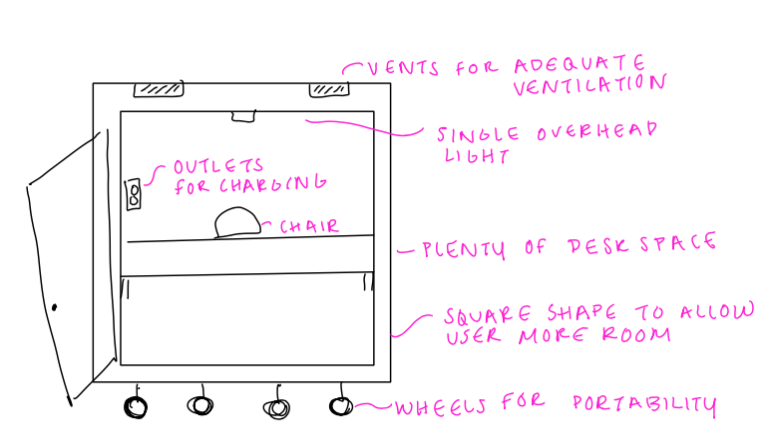 VENTS FOR ADEQUATE
VENTILATION
SINGLE OVERHEAD
LIGHT
OUTLETS
FOR CHARGING
CHAIR
PLENTY OF DESK SPACE
SQUARE SHAPE TO ALLOW
USER MORE ROOM
WHEELS FOR PORTABILITY